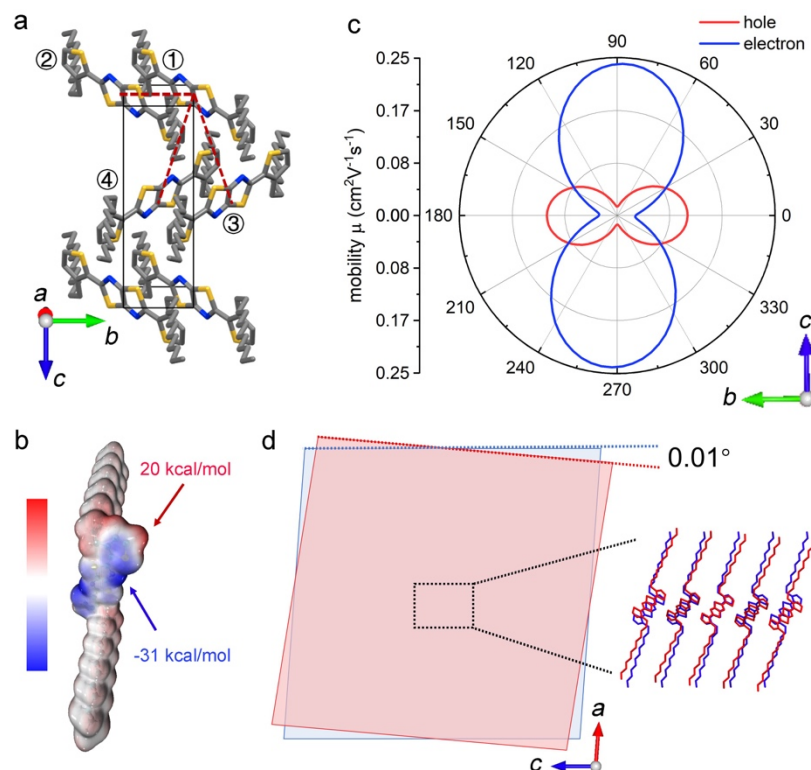 a
②
①
④
③
a
b
c
b
20 kcal/mol
-31 kcal/mol
c
hole
electron
mobility μ (cm²V⁻¹s⁻¹)
0.25
0.17
0.08
0.00
0.08
0.17
0.25
90
120
60
150
30
180
0
210
330
240
300
270
c
b
d
0.01°
a
c